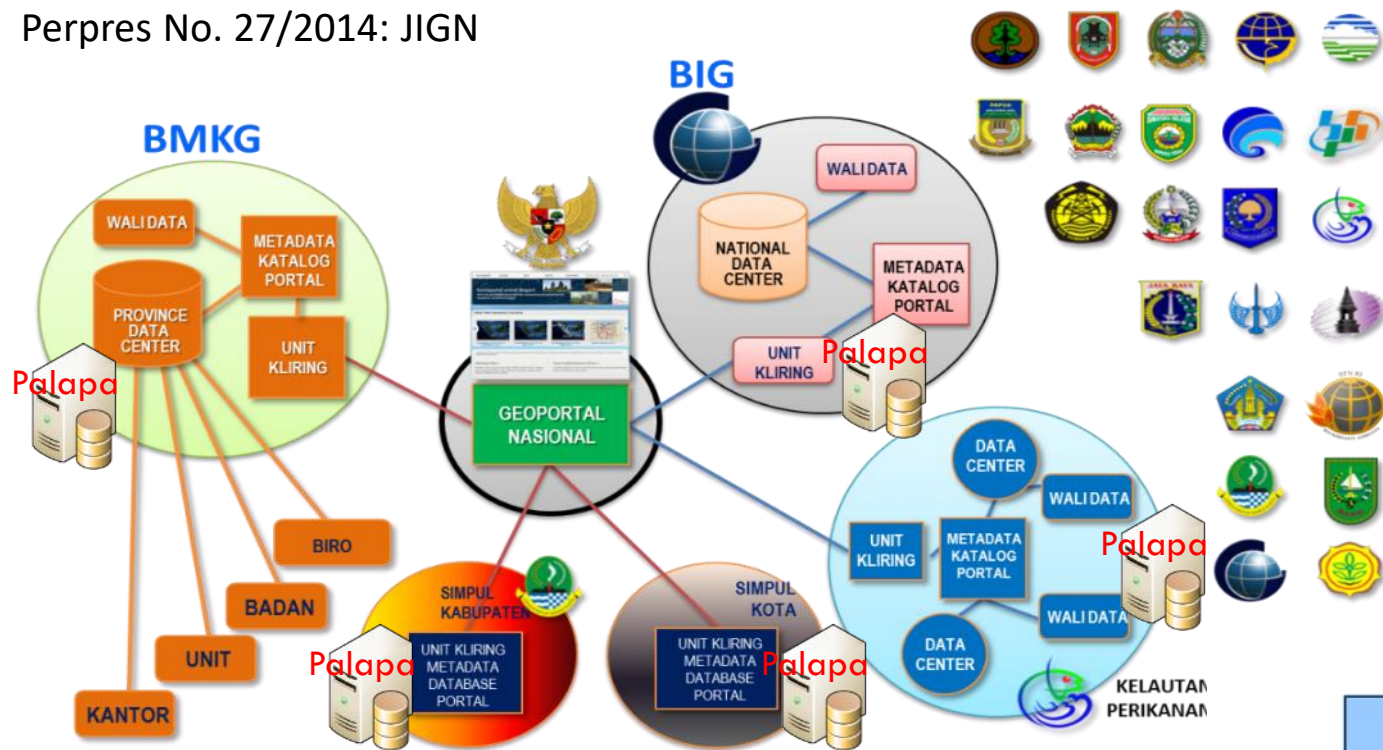 Perpres No. 27/2014: JIGN
BIG
BMKG
WALI DATA
METADATA
KATALOG
PORTAL
PROVINCE
DATA
CENTER
UNIT
KLIRING
Palapa
BIRO
BADAN
UNIT
KANTOR
GEOPORTAL
NASIONAL
WALI DATA
NATIONAL
DATA
CENTER
METADATA
KATALOG
PORTAL
UNIT
KLIRING
Palapa
SIMPUL
KABUPATEN
UNIT KLIRING
METADATA
DATABASE
PORTAL
Palapa
SIMPUL
KOTA
UNIT KLIRING
METADATA
DATABASE
PORTAL
Palapa
DATA
CENTER
WALI DATA
UNIT
KLIRING
METADATA
KATALOG
PORTAL
Palapa
WALI DATA
DATA
CENTER
KELAUTAN
PERIKANAN
PAPUA
JAYA RAYA